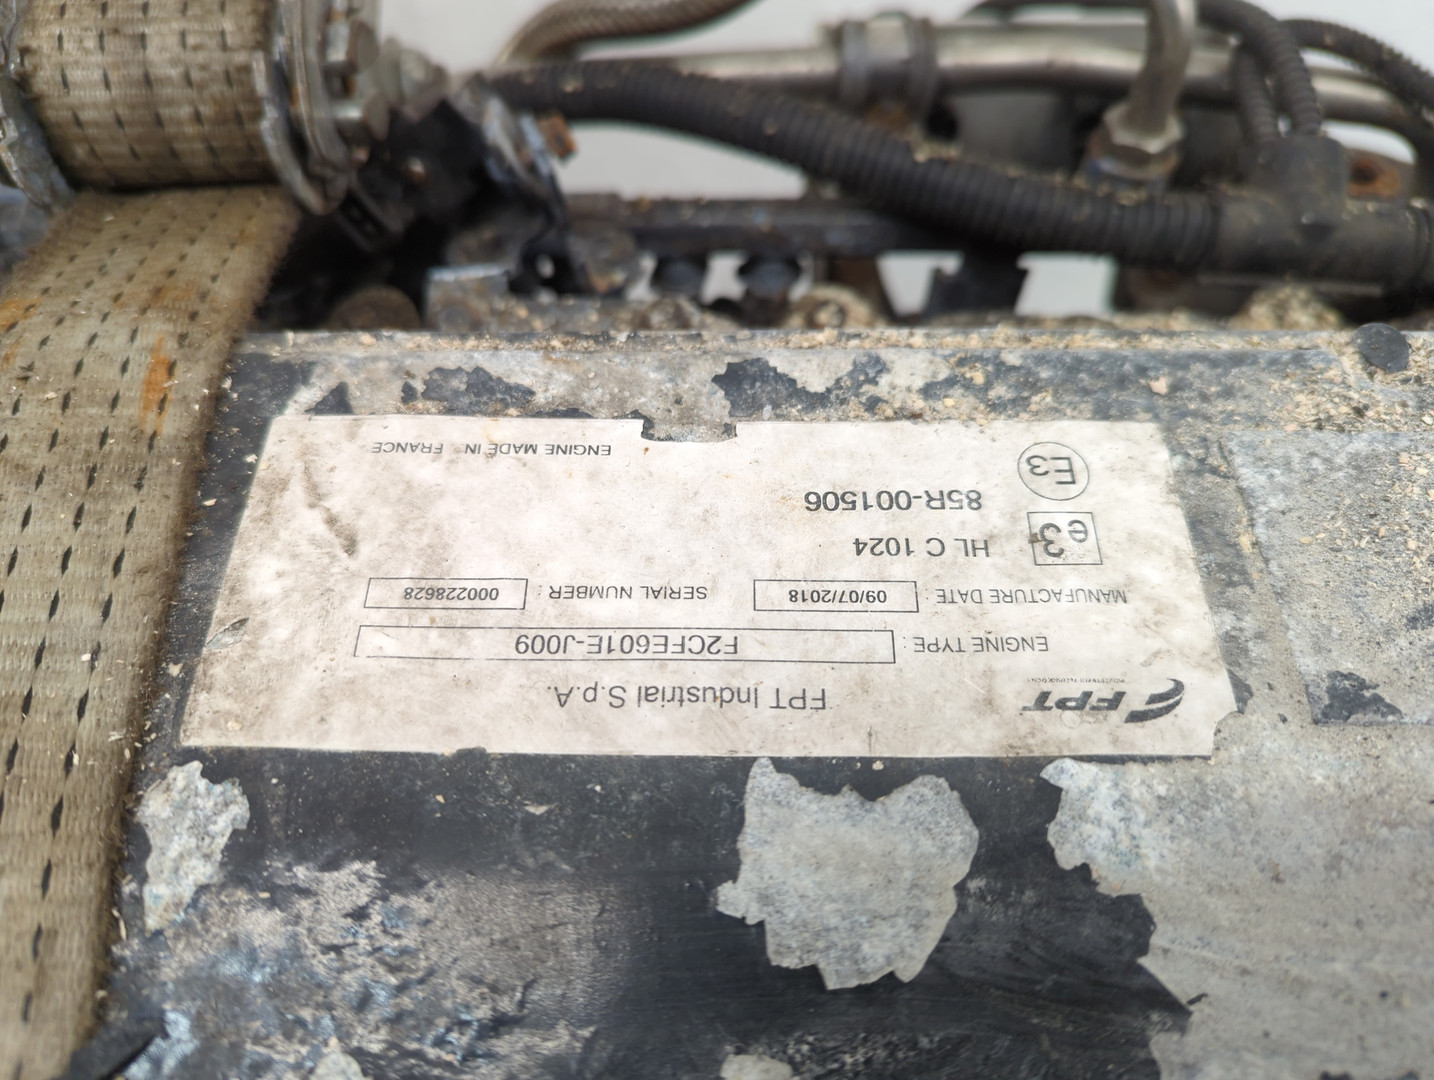 FPT
FPT Industrial S.p.A.
ENGINE TYPE : F2CFE601E-J009
MANUFACTURE DATE : 09/07/2018 SERIAL NUMBER : 000228628
e3 HL C 1024
E3 85R-001506
ENGINE MADE IN : FRANCE